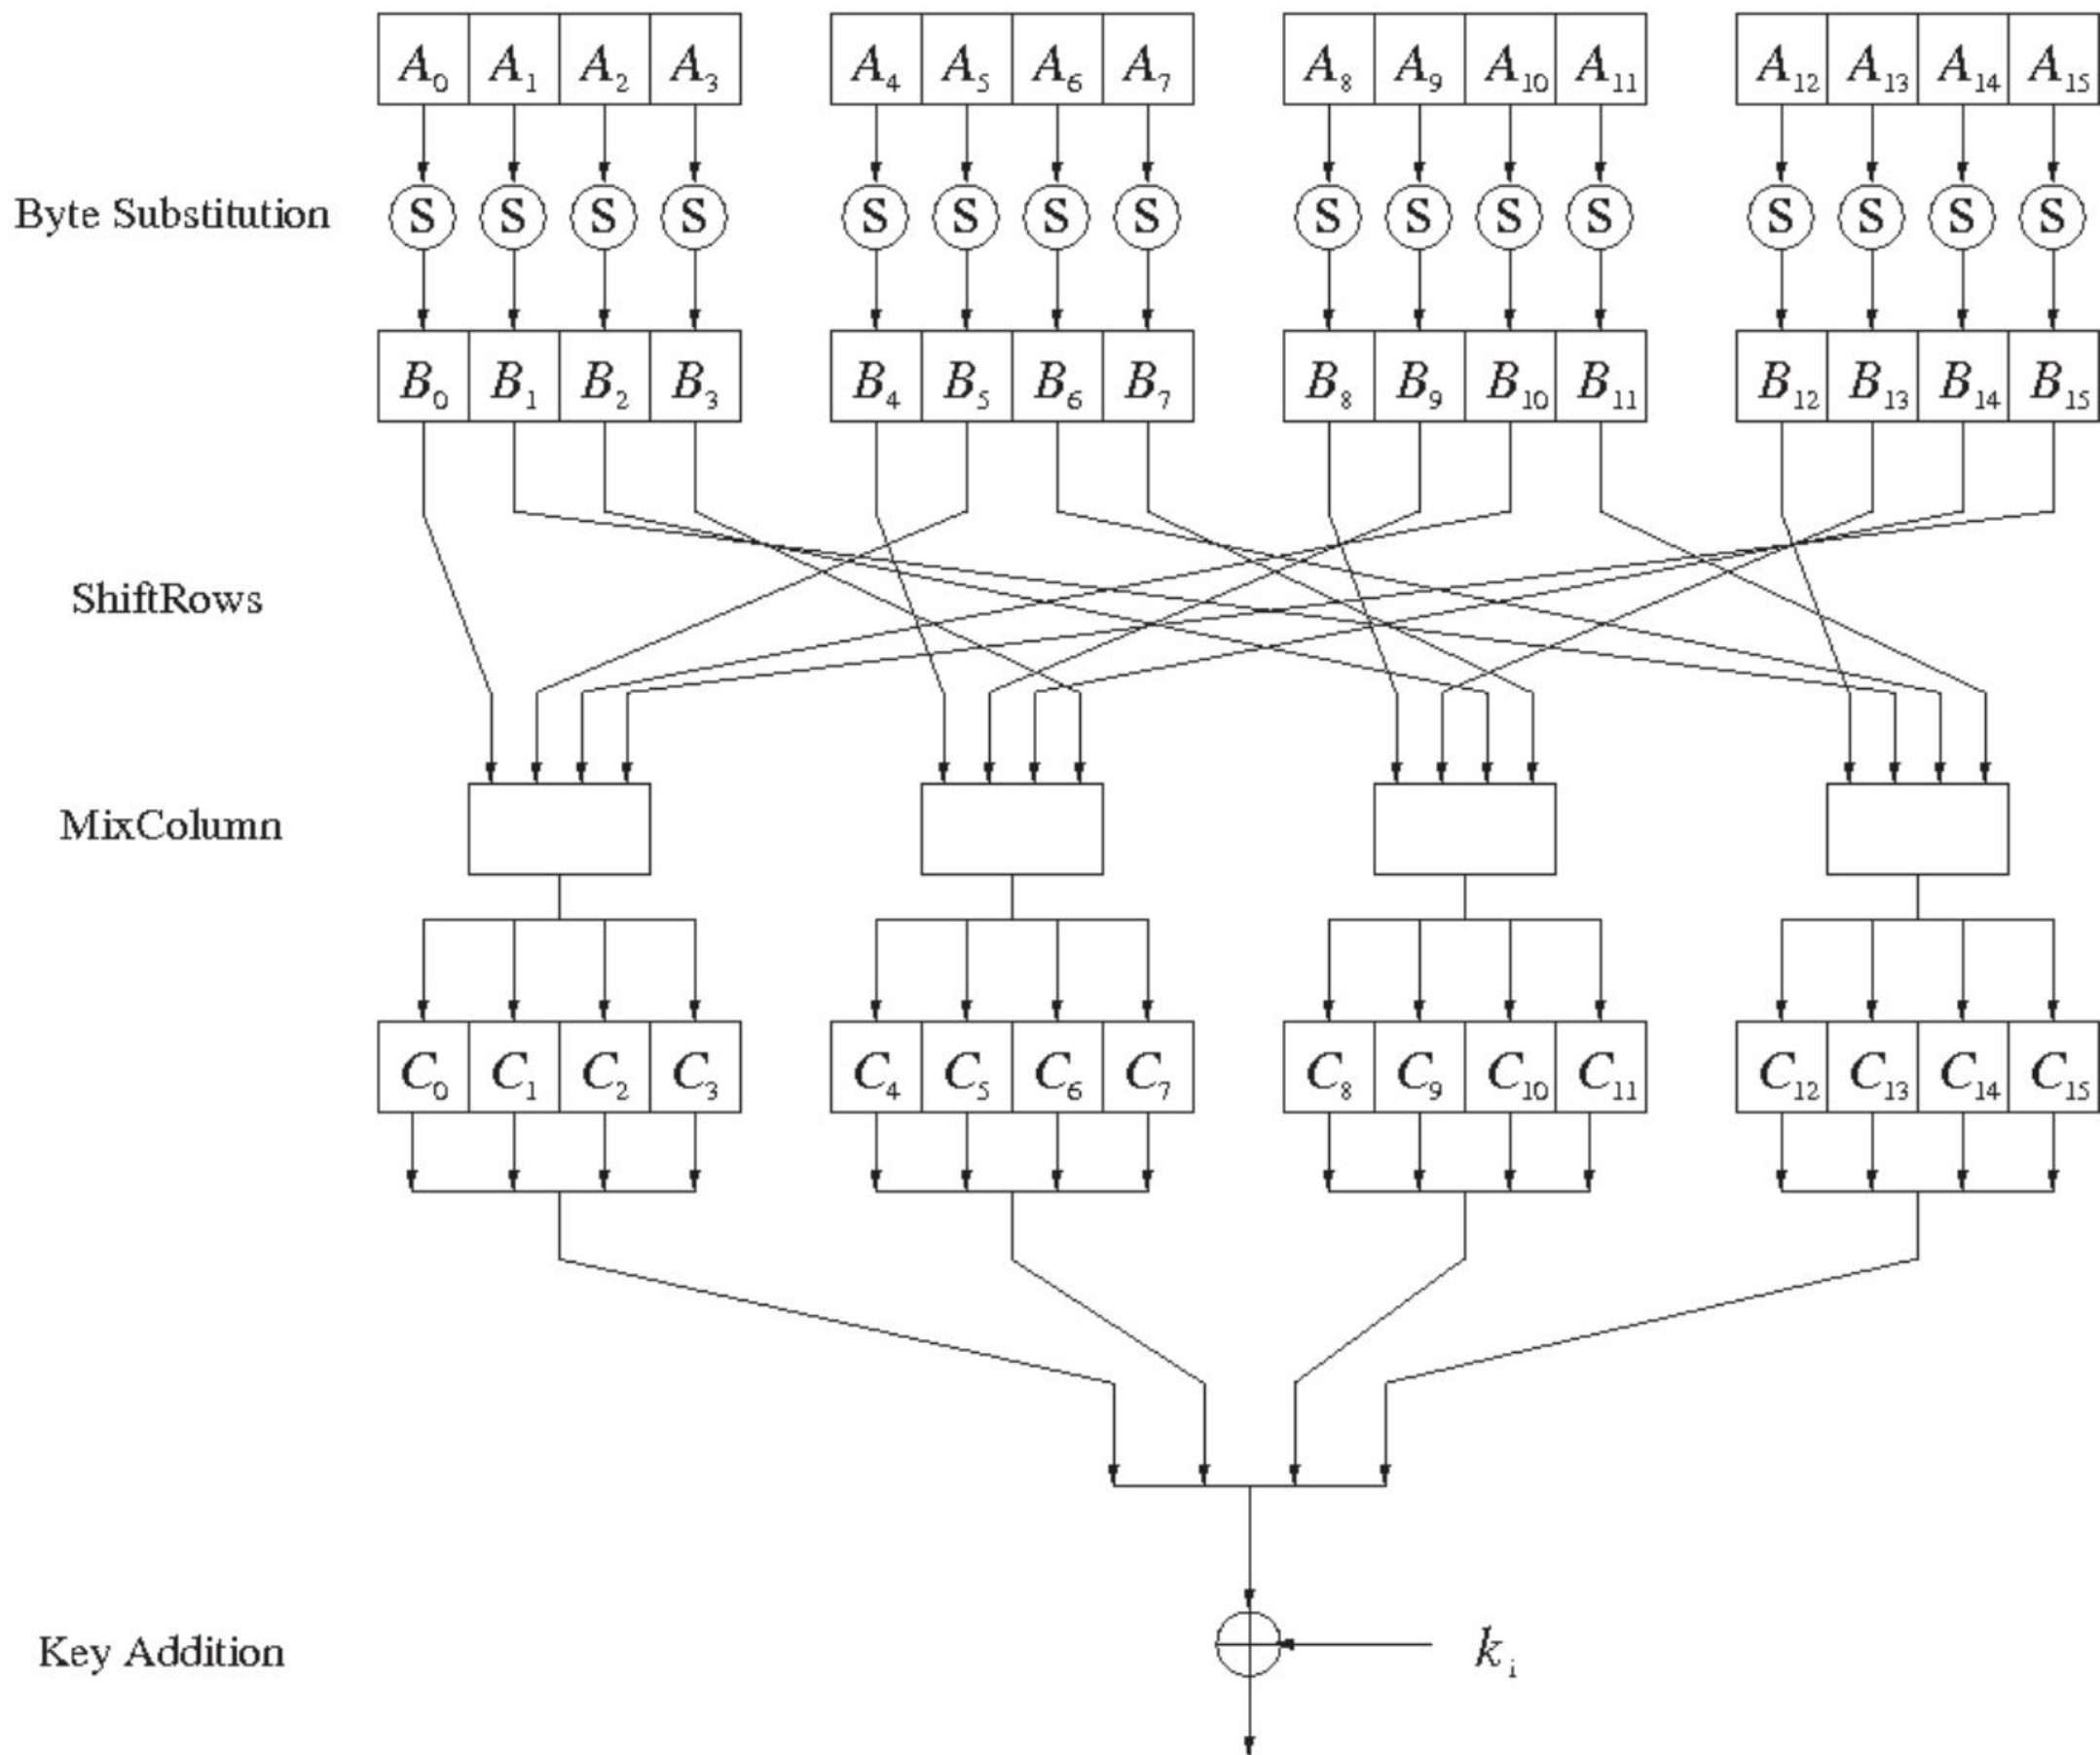 A₀ A₁ A₂ A₃ A₄ A₅ A₆ A₇ A₈ A₉ A₁₀ A₁₁ A₁₂ A₁₃ A₁₄ A₁₅
Byte Substitution S S S S S S S S S S S S S S S S
B₀ B₁ B₂ B₃ B₄ B₅ B₆ B₇ B₈ B₉ B₁₀ B₁₁ B₁₂ B₁₃ B₁₄ B₁₅
ShiftRows
MixColumn
C₀ C₁ C₂ C₃ C₄ C₅ C₆ C₇ C₈ C₉ C₁₀ C₁₁ C₁₂ C₁₃ C₁₄ C₁₅
Key Addition kᵢ